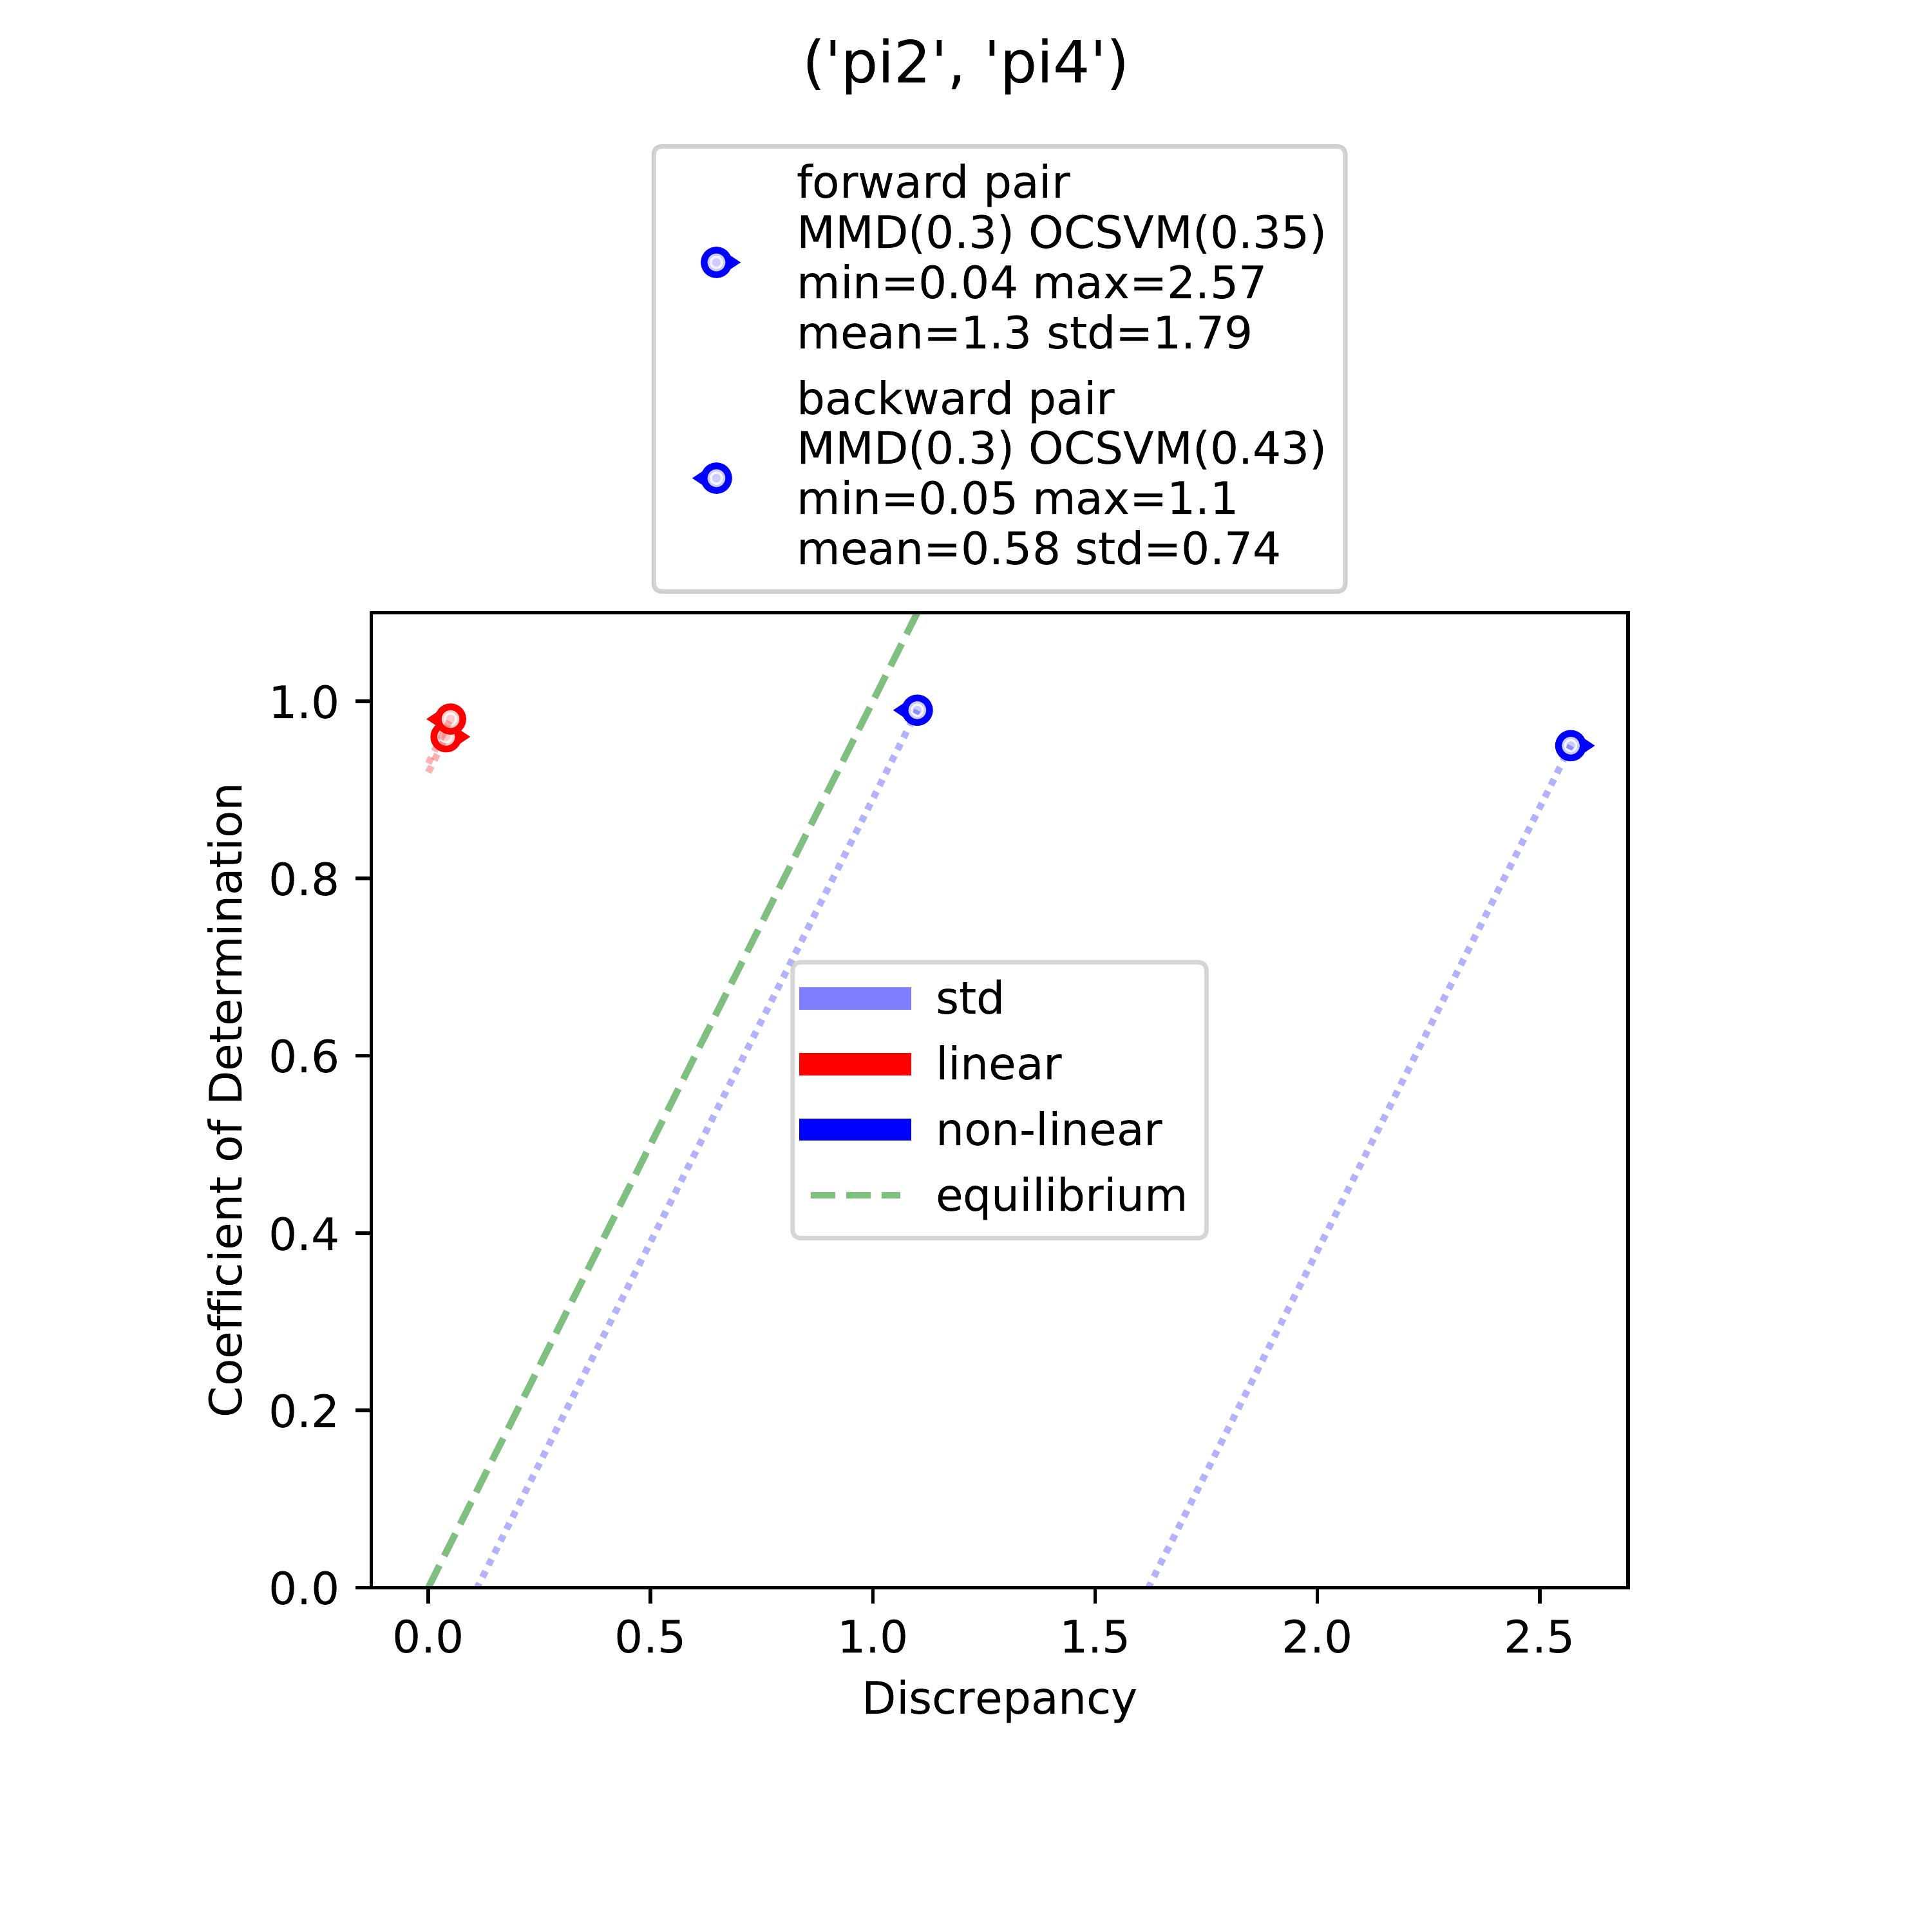 ('pi2', 'pi4')
forward pair
MMD(0.3) OCSVM(0.35)
min=0.04 max=2.57
mean=1.3 std=1.79
backward pair
MMD(0.3) OCSVM(0.43)
min=0.05 max=1.1
mean=0.58 std=0.74
1.0
0.8
0.6
0.4
0.2
0.0
Coefficient of Determination
std
linear
non-linear
equilibrium
0.0 0.5 1.0 1.5 2.0 2.5
Discrepancy